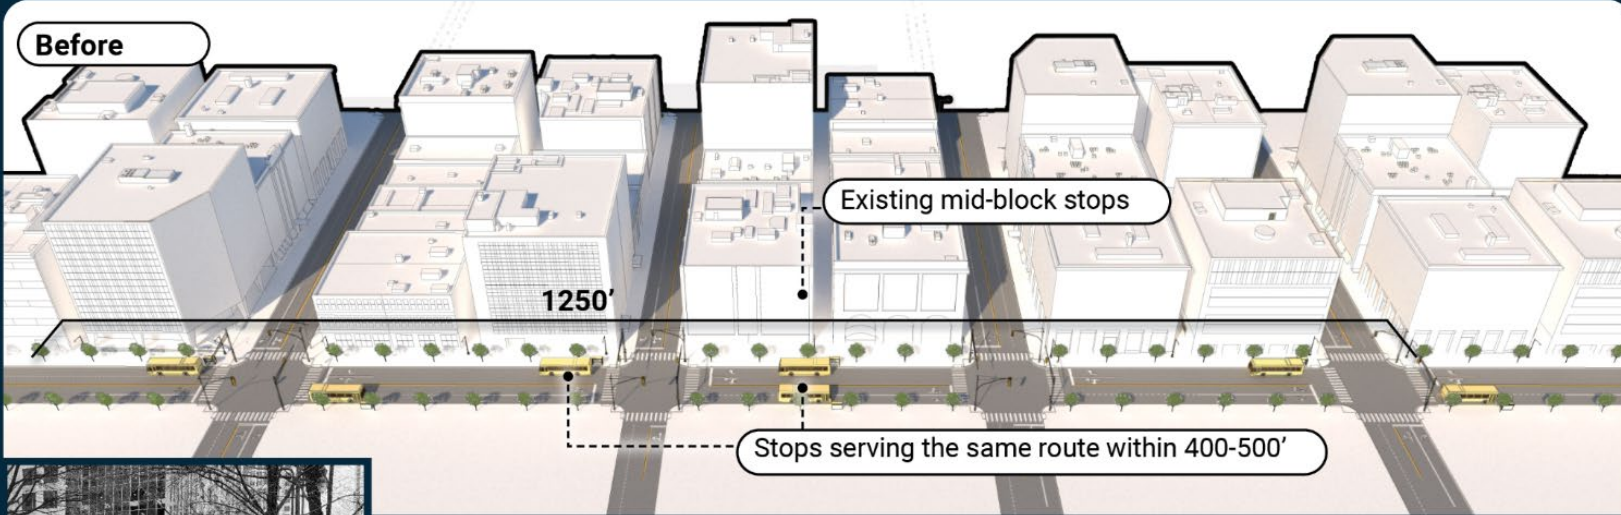 Before
Existing mid-block stops
1250’
Stops serving the same route within 400-500’